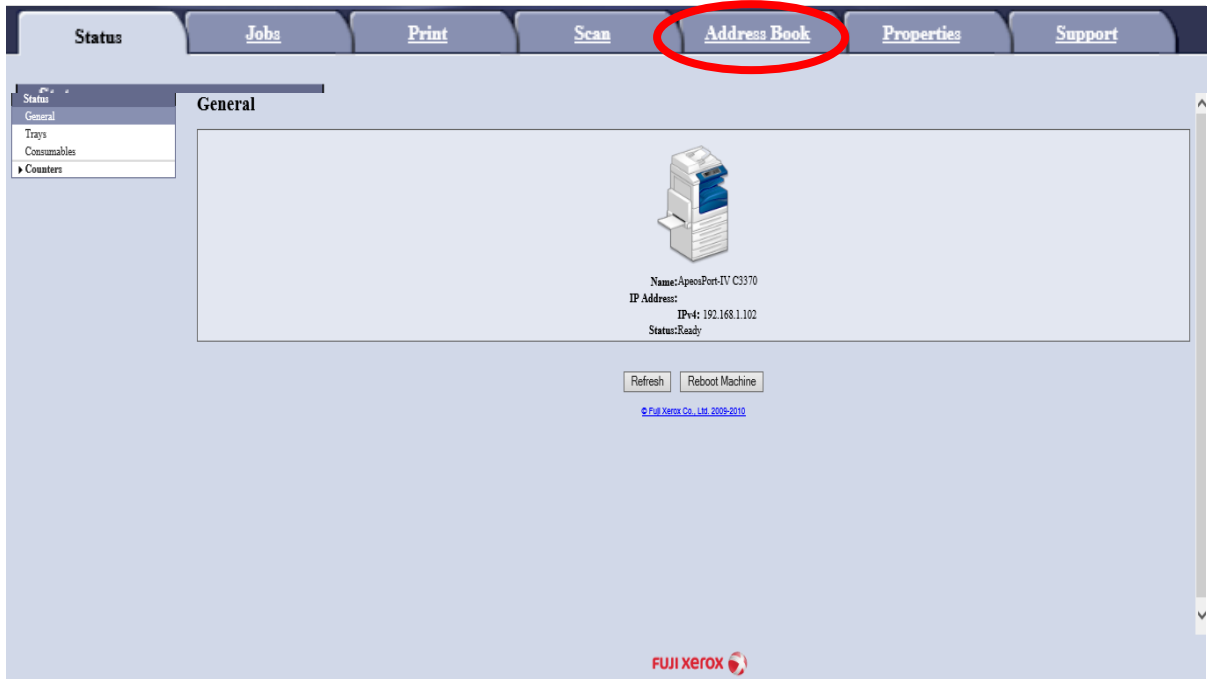 Status Jobs Print Scan Address Book Properties Support
Status
General
Trays
Consumables
Counters
General
Name:ApeosPort-IV C3370
IP Address:
IPv4: 192.168.1.102
Status:Ready
Refresh Reboot Machine
© Fuji Xerox Co., Ltd. 2009-2010
FUJI xerox